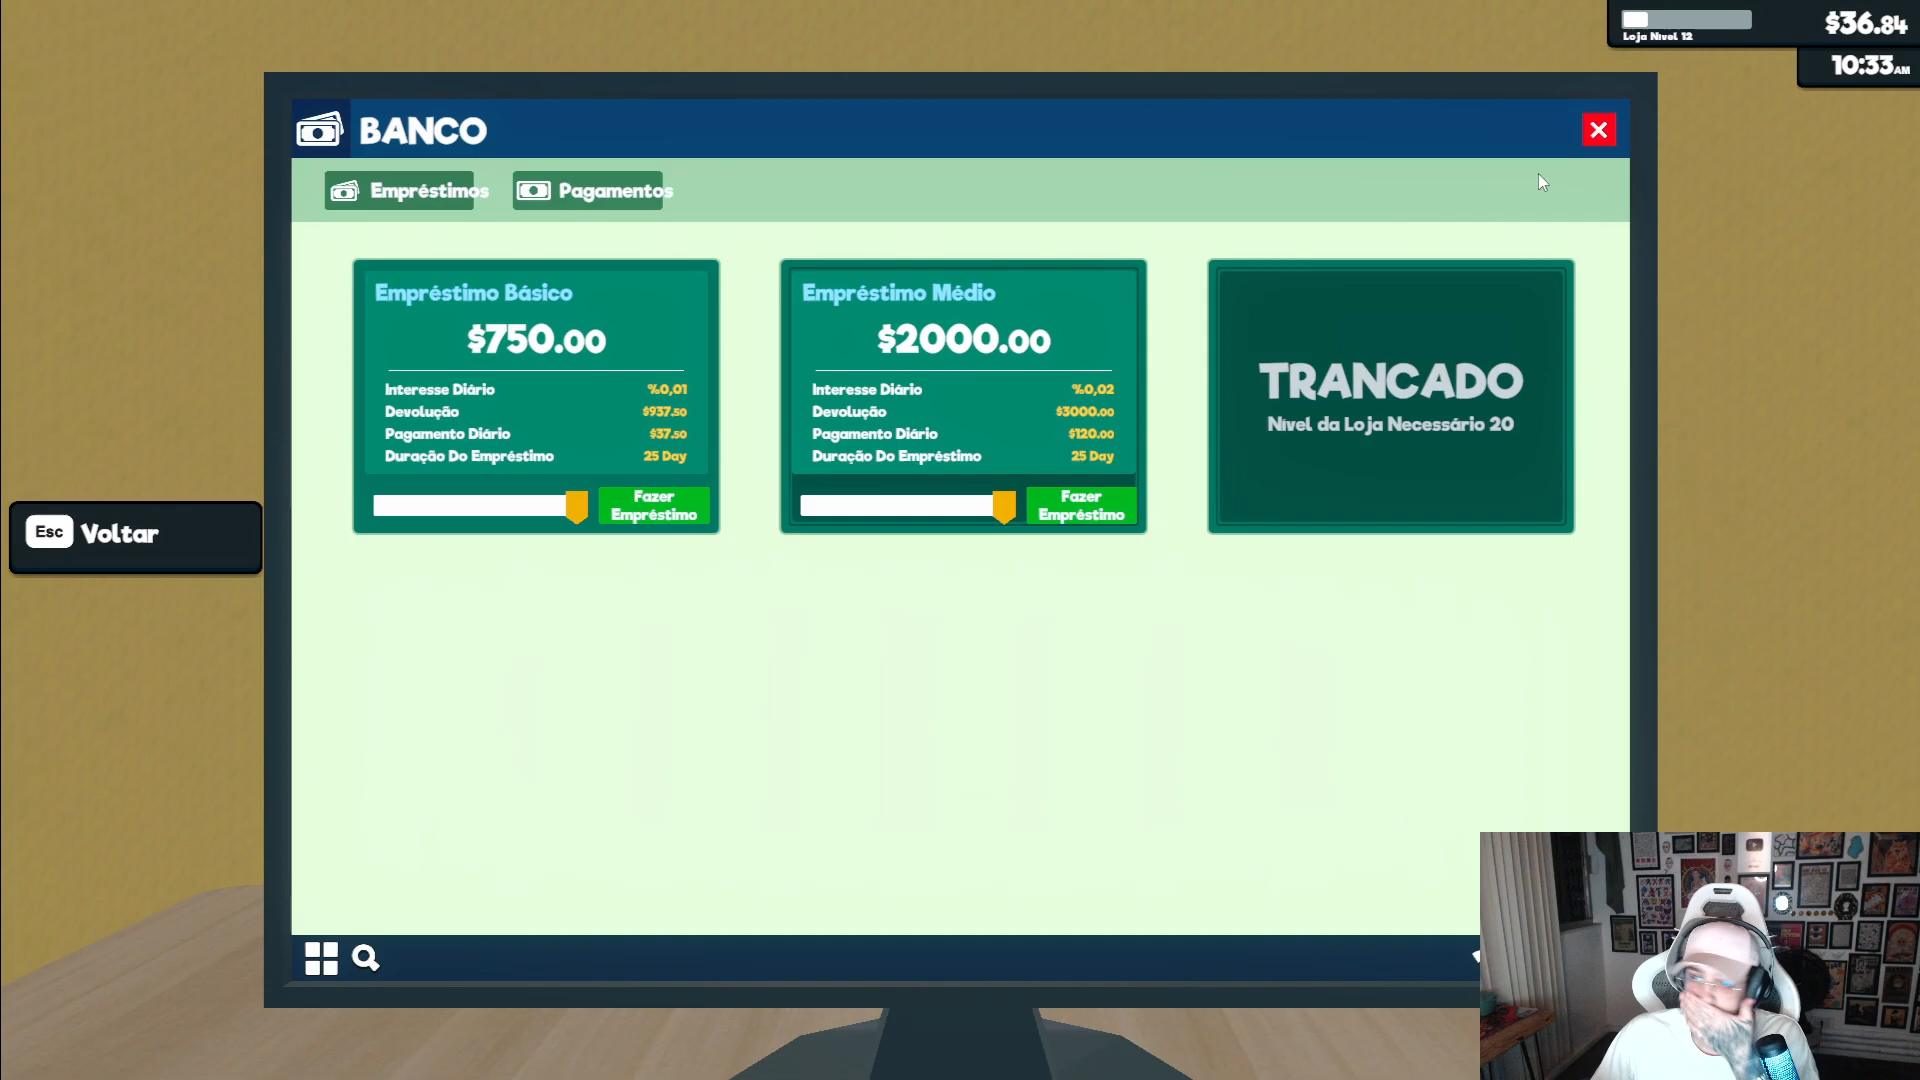 Loja Nivel 12
$36.84
10:33AM
BANCO
Empréstimos
Pagamentos
Empréstimo Básico
$750.00
Interesse Diário %0,01
Devolução $937.50
Pagamento Diário $37.50
Duração Do Empréstimo 25 Day
Fazer
Empréstimo
Empréstimo Médio
$2000.00
Interesse Diário %0,02
Devolução $3000.00
Pagamento Diário $120.00
Duração Do Empréstimo 25 Day
Fazer
Empréstimo
TRANCADO
Nivel da Loja Necessário 20
Esc Voltar